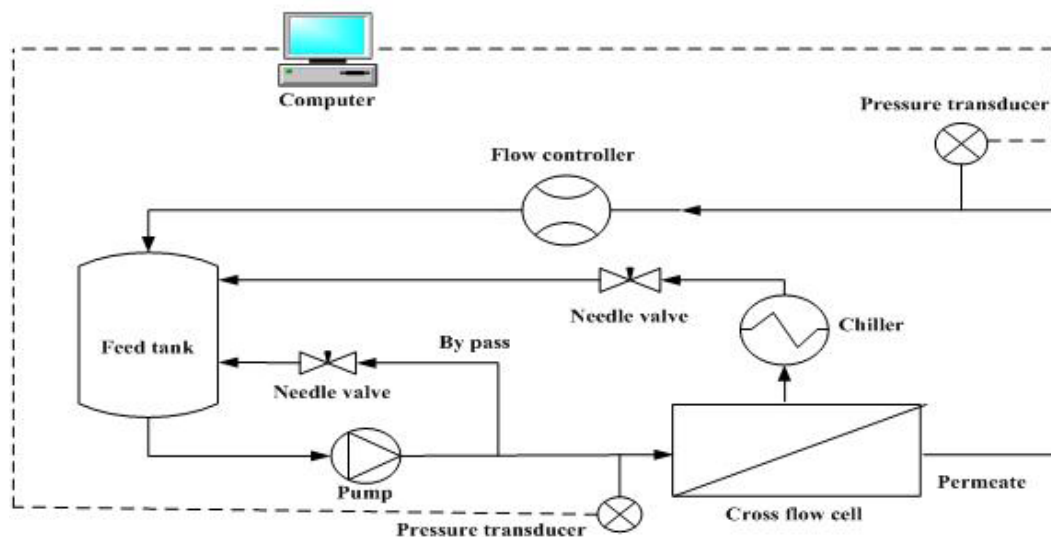 Computer
Pressure transducer
Flow controller
Needle valve
Chiller
Feed tank
By pass
Needle valve
Pump
Permeate
Cross flow cell
Pressure transducer